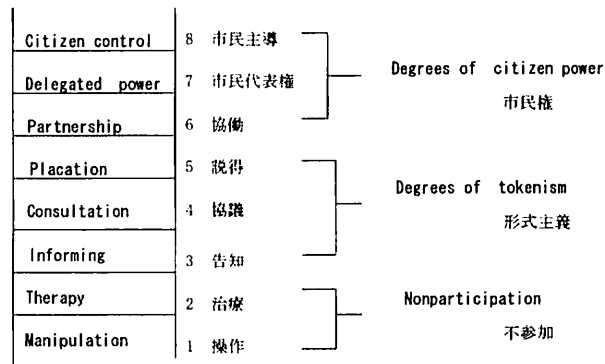 Citizen control 8 市民主導
Delegated power 7 市民代表権
Partnership 6 協働
Degrees of citizen power
市民権
Placation 5 説得
Consultation 4 協議
Informing 3 告知
Degrees of tokenism
形式主義
Therapy 2 治療
Manipulation 1 操作
Nonparticipation
不参加